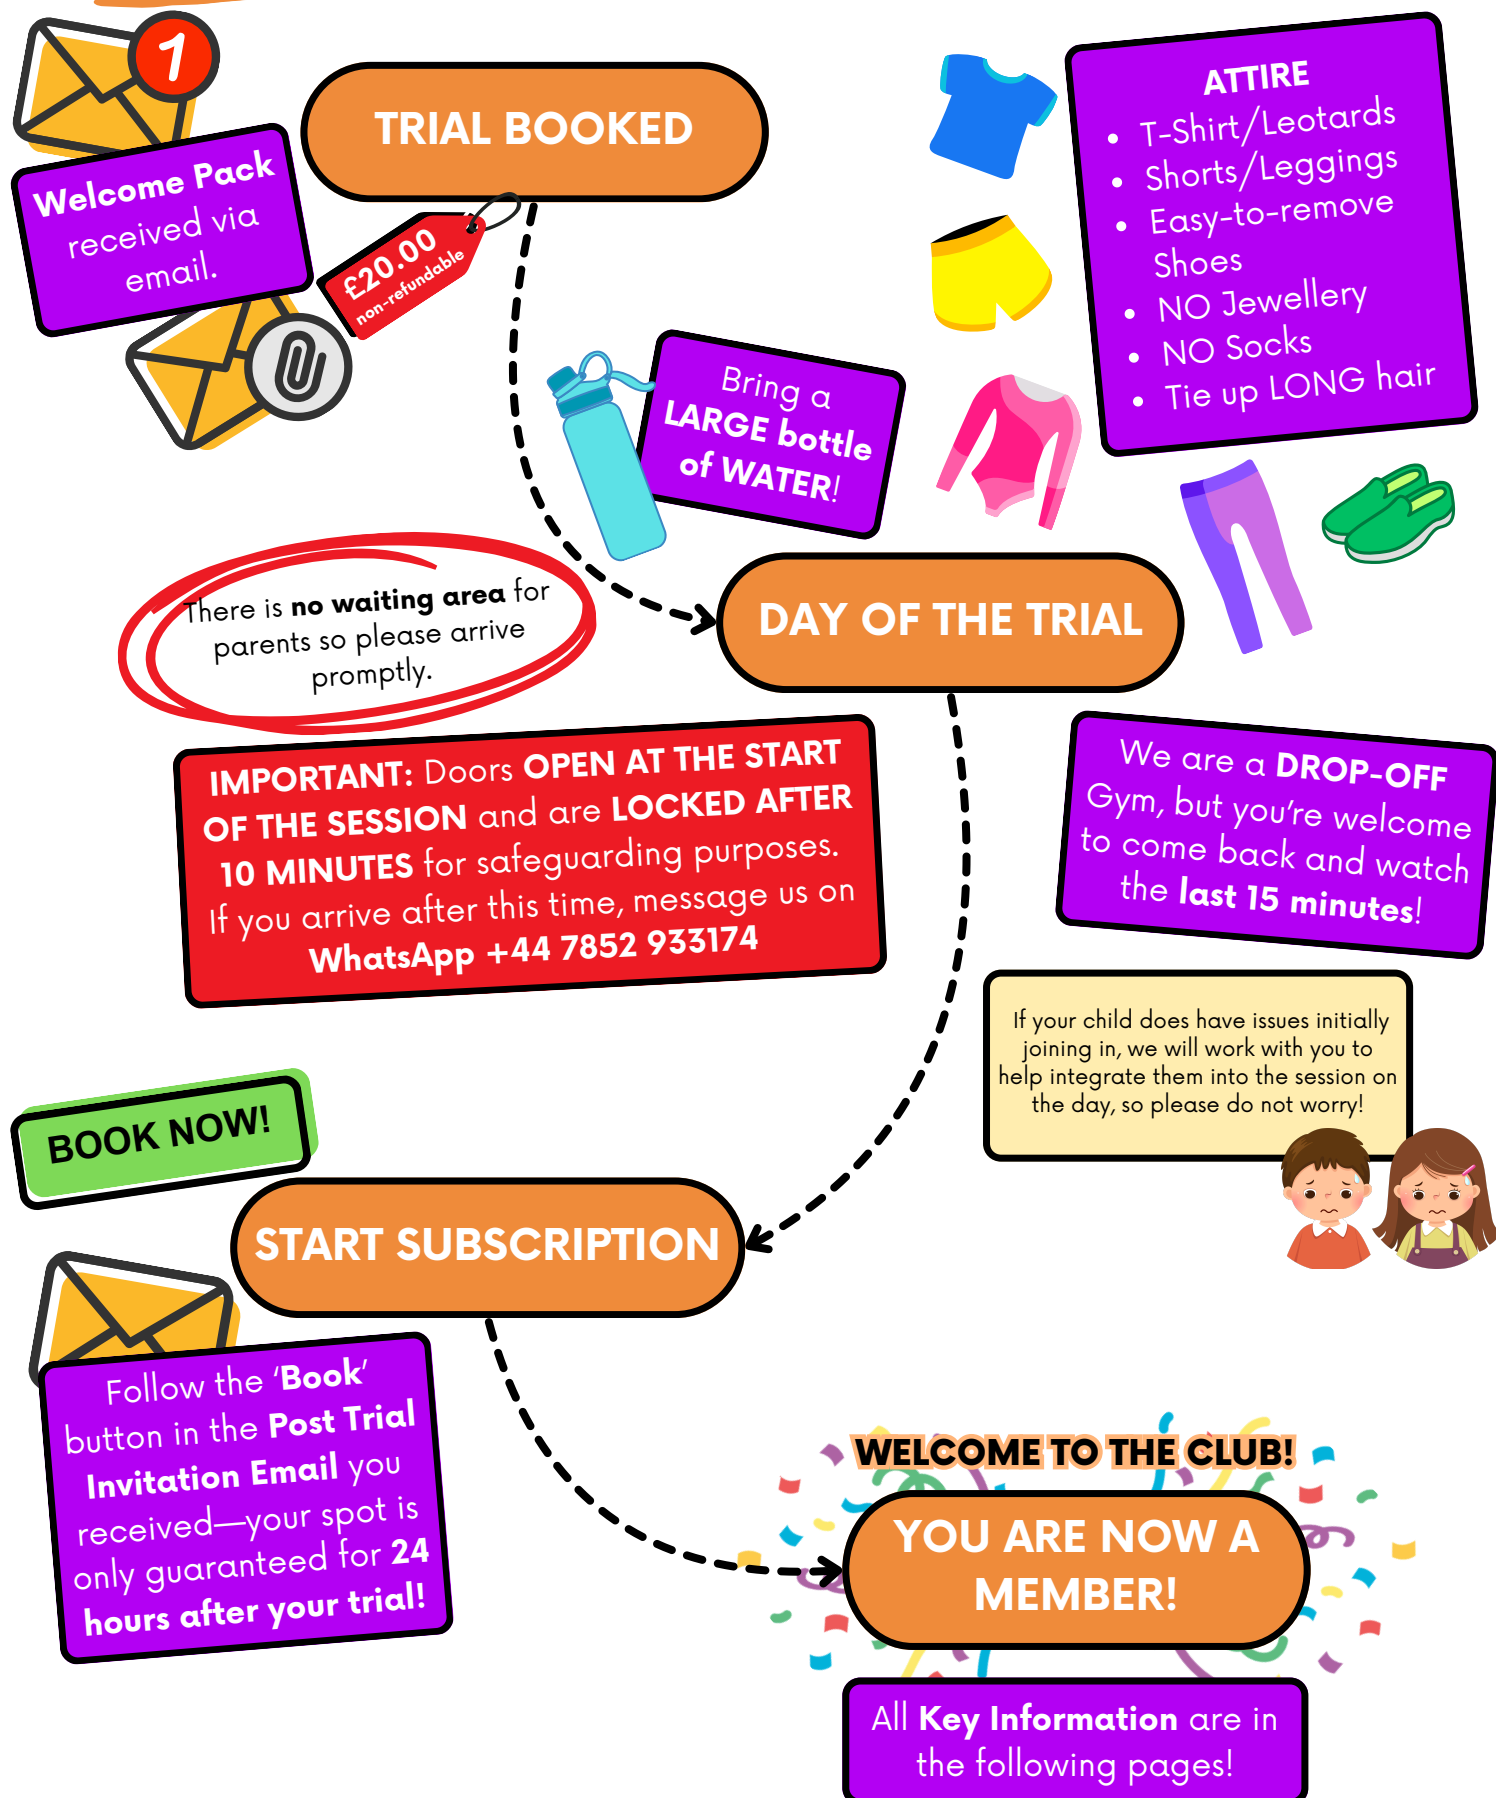 1
TRIAL BOOKED
Welcome Pack
received via
email.
£20.00
non-refundable
ATTIRE
• T-Shirt/Leotards
• Shorts/Leggings
• Easy-to-remove
Shoes
• NO Jewellery
• NO Socks
• Tie up LONG hair
Bring a
LARGE bottle
of WATER!
There is no waiting area for
parents so please arrive
promptly.
DAY OF THE TRIAL
IMPORTANT: Doors OPEN AT THE START
OF THE SESSION and are LOCKED AFTER
10 MINUTES for safeguarding purposes.
If you arrive after this time, message us on
WhatsApp +44 7852 933174
We are a DROP-OFF
Gym, but you're welcome
to come back and watch
the last 15 minutes!
If your child does have issues initially
joining in, we will work with you to
help integrate them into the session on
the day, so please do not worry!
BOOK NOW!
START SUBSCRIPTION
Follow the ‘Book’
button in the Post Trial
Invitation Email you
received—your spot is
only guaranteed for 24
hours after your trial!
WELCOME TO THE CLUB!
YOU ARE NOW A
MEMBER!
All Key Information are in
the following pages!